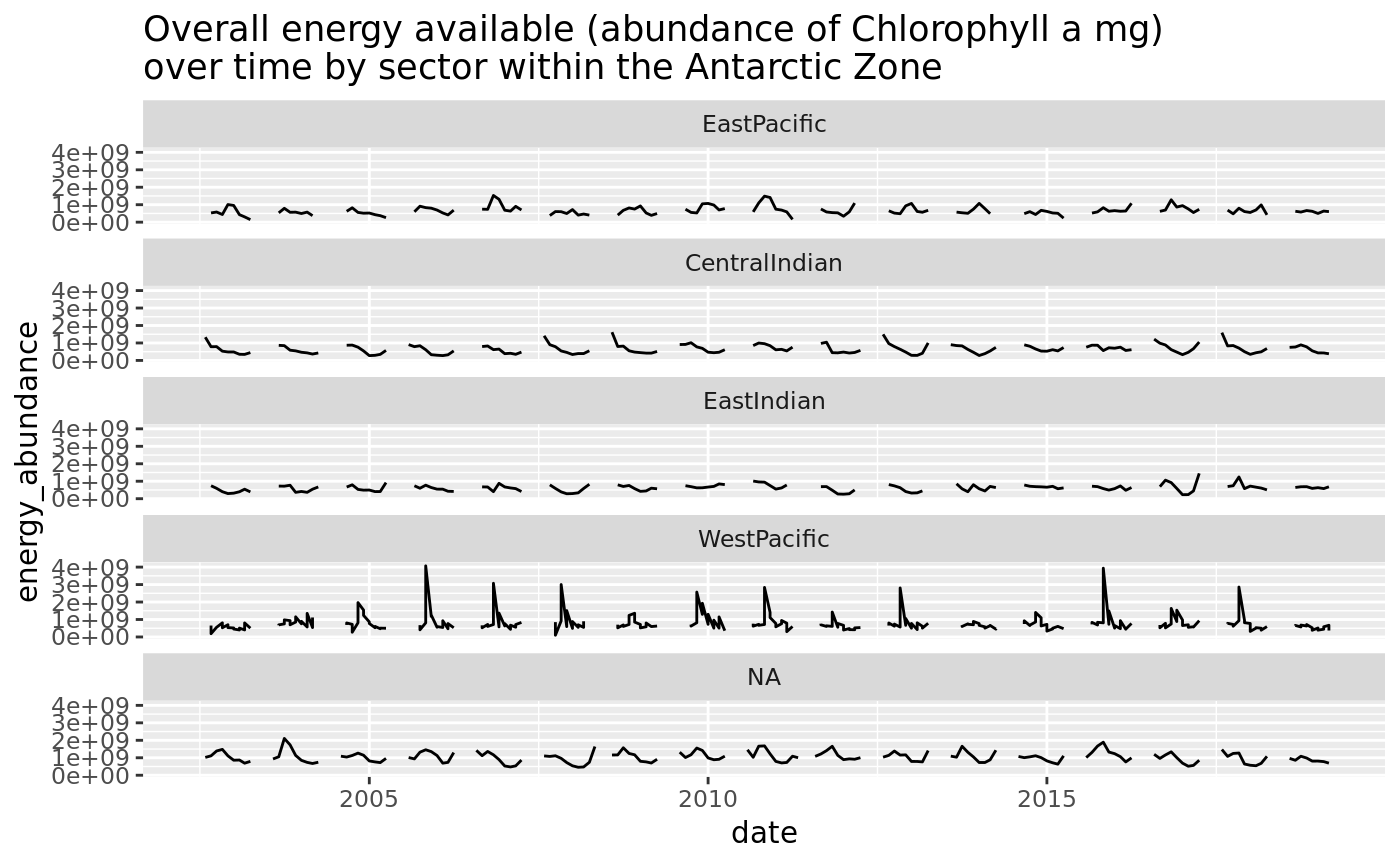 Overall energy available (abundance of Chlorophyll a mg)
over time by sector within the Antarctic Zone
EastPacific
4e+09
3e+09
2e+09
1e+09
0e+00
CentralIndian
4e+09
3e+09
2e+09
1e+09
0e+00
EastIndian
4e+09
3e+09
2e+09
1e+09
0e+00
WestPacific
4e+09
3e+09
2e+09
1e+09
0e+00
NA
4e+09
3e+09
2e+09
1e+09
0e+00
energy_abundance
2005 2010 2015
date